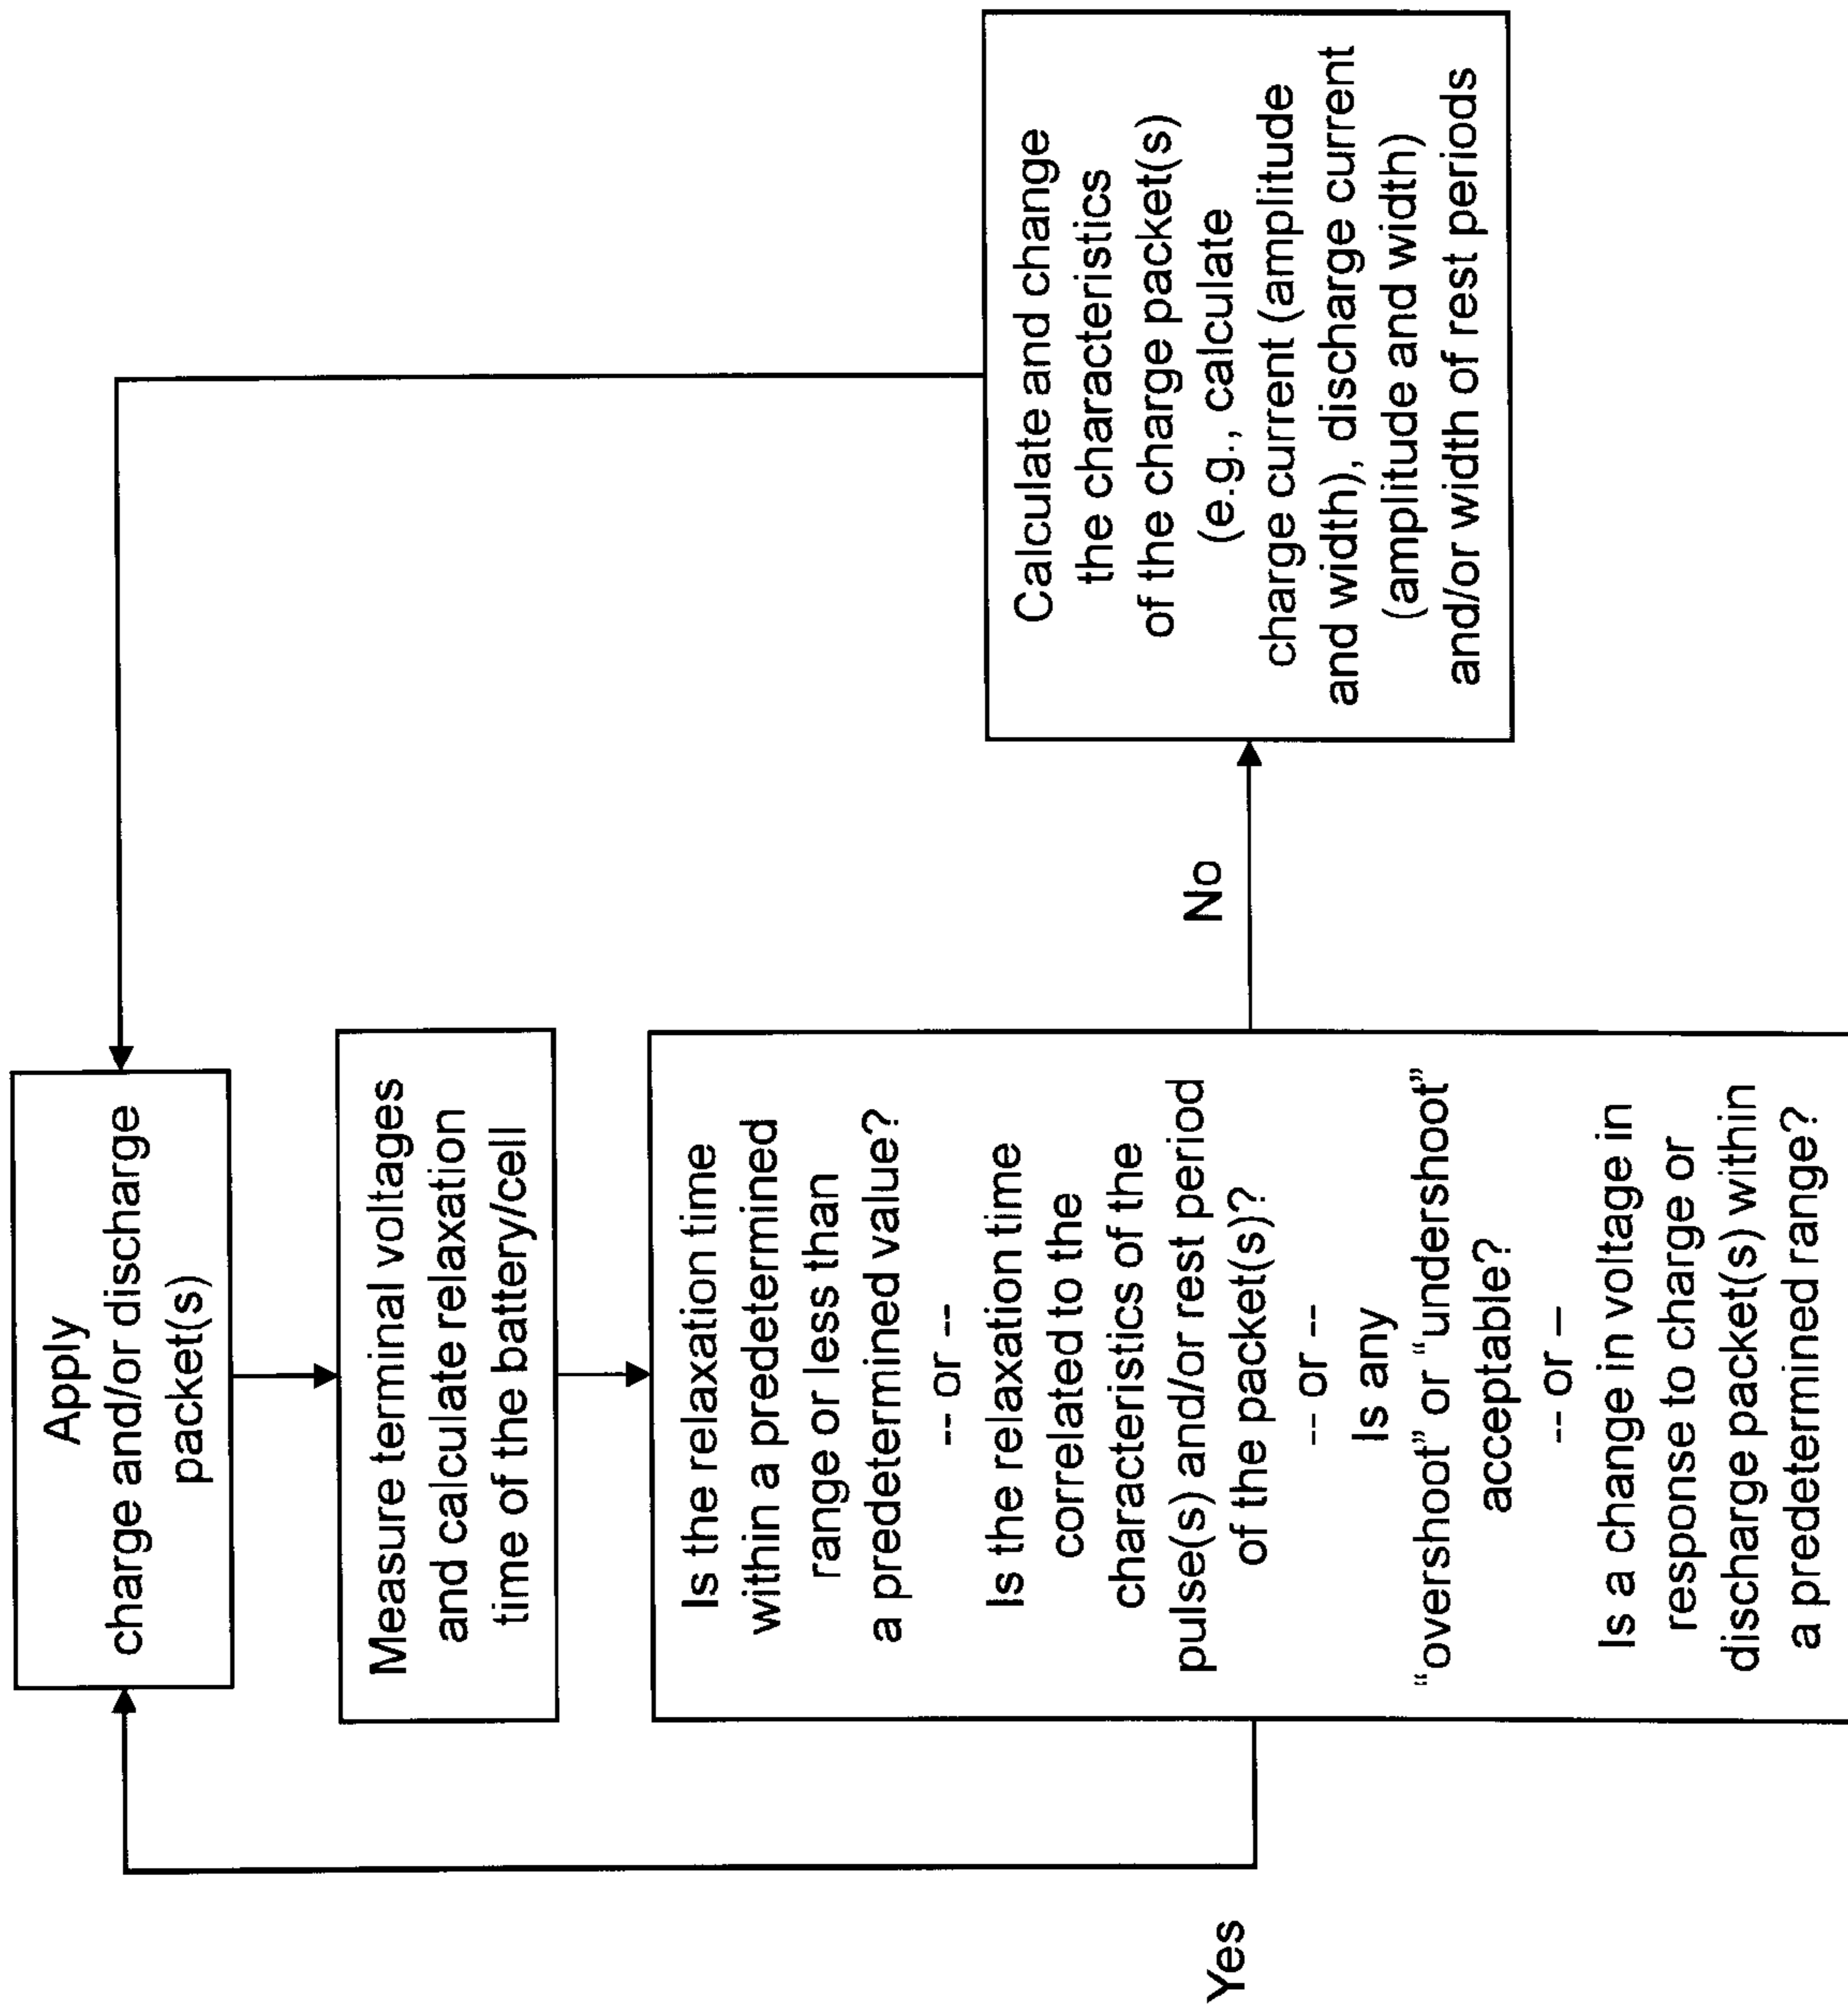 Apply
charge and/or discharge
packet(s)
Measure terminal voltages
and calculate relaxation
time of the battery/cell
Is the relaxation time
within a predetermined
range or less than
a predetermined value?
-- or --
Is the relaxation time
correlated to the
characteristics of the
pulse(s) and/or rest period
of the packet(s)?
-- or --
Is any
“overshoot” or “undershoot”
acceptable?
-- or –
Is a change in voltage in
response to charge or
discharge packet(s) within
a predetermined range?
Yes
No
Calculate and change
the characteristics
of the charge packet(s)
(e.g., calculate
charge current (amplitude
and width), discharge current
(amplitude and width)
and/or width of rest periods